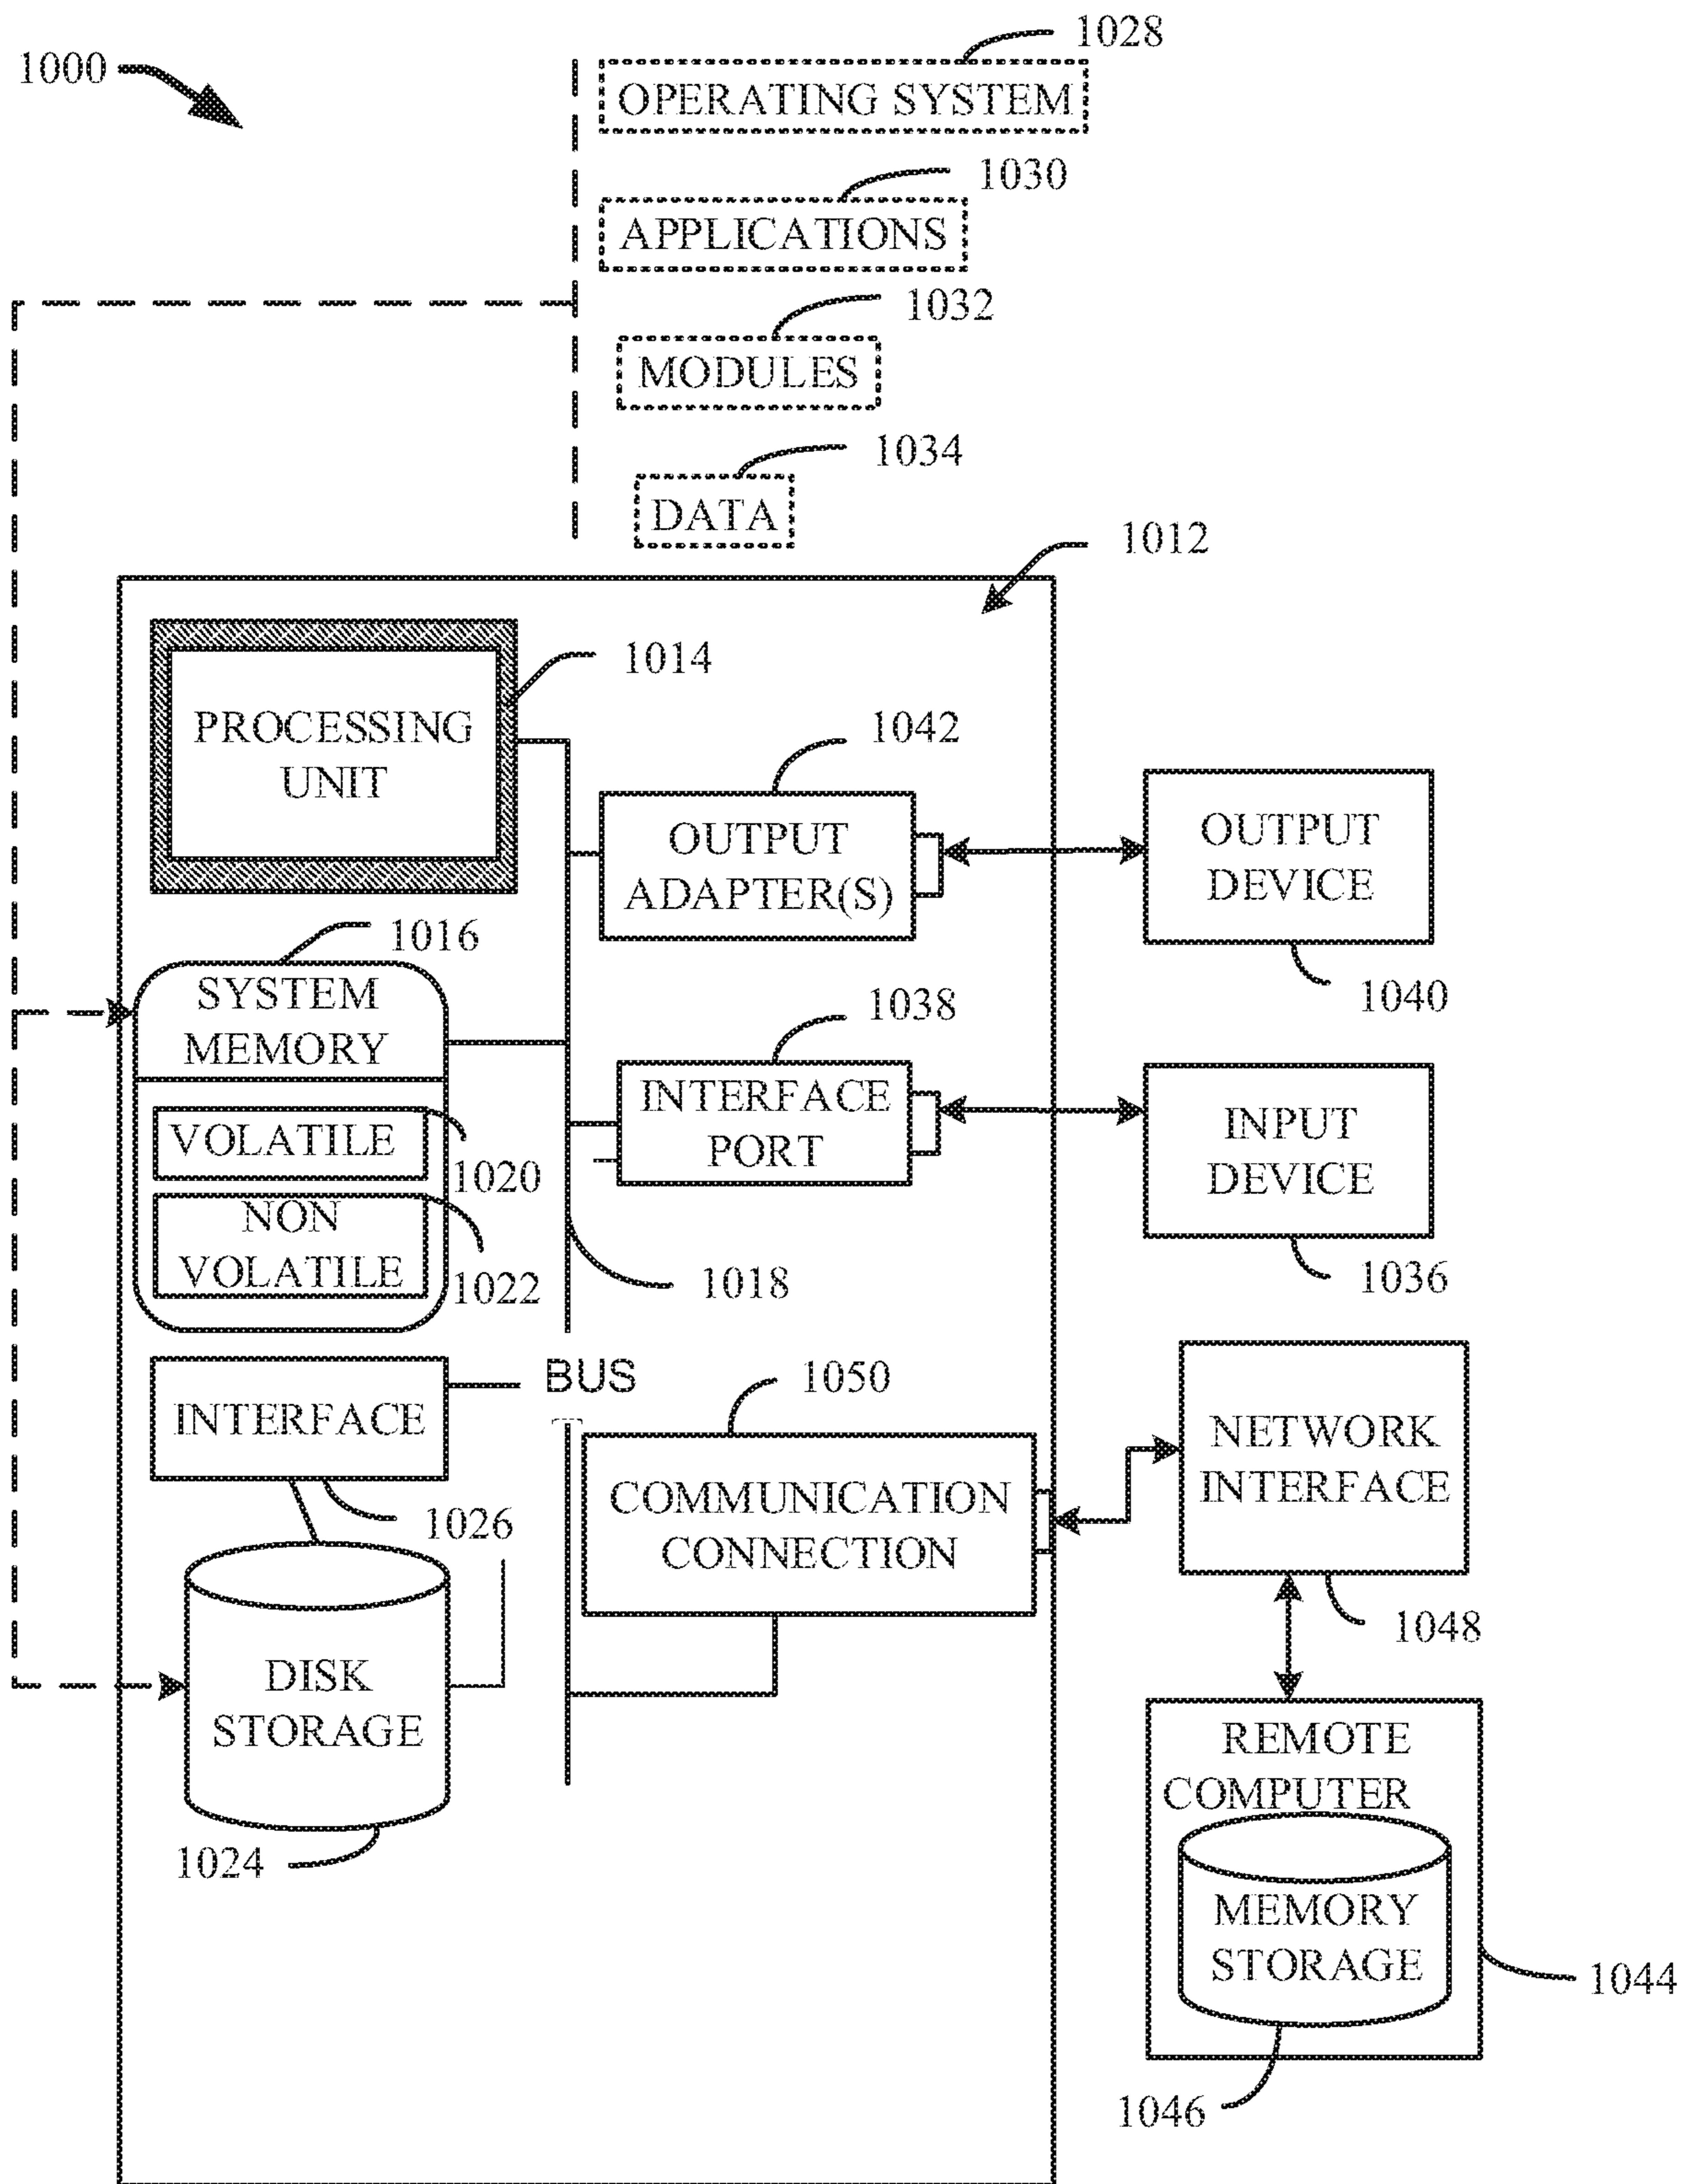 1028
1000
OPERATING SYSTEM
1030
APPLICATIONS
1032
MODULES
1034
DATA
1012
1014
PROCESSING
UNIT
1042
OUTPUT
ADAPTER(S)
OUTPUT
DEVICE
1040
1016
SYSTEM
MEMORY
1038
INTERFACE
PORT
INPUT
DEVICE
1036
VOLATILE
1020
NON
VOLATILE
1022
1018
BUS
1050
INTERFACE
1026
COMMUNICATION
CONNECTION
NETWORK
INTERFACE
1048
DISK
STORAGE
1024
REMOTE
COMPUTER
MEMORY
STORAGE
1044
1046